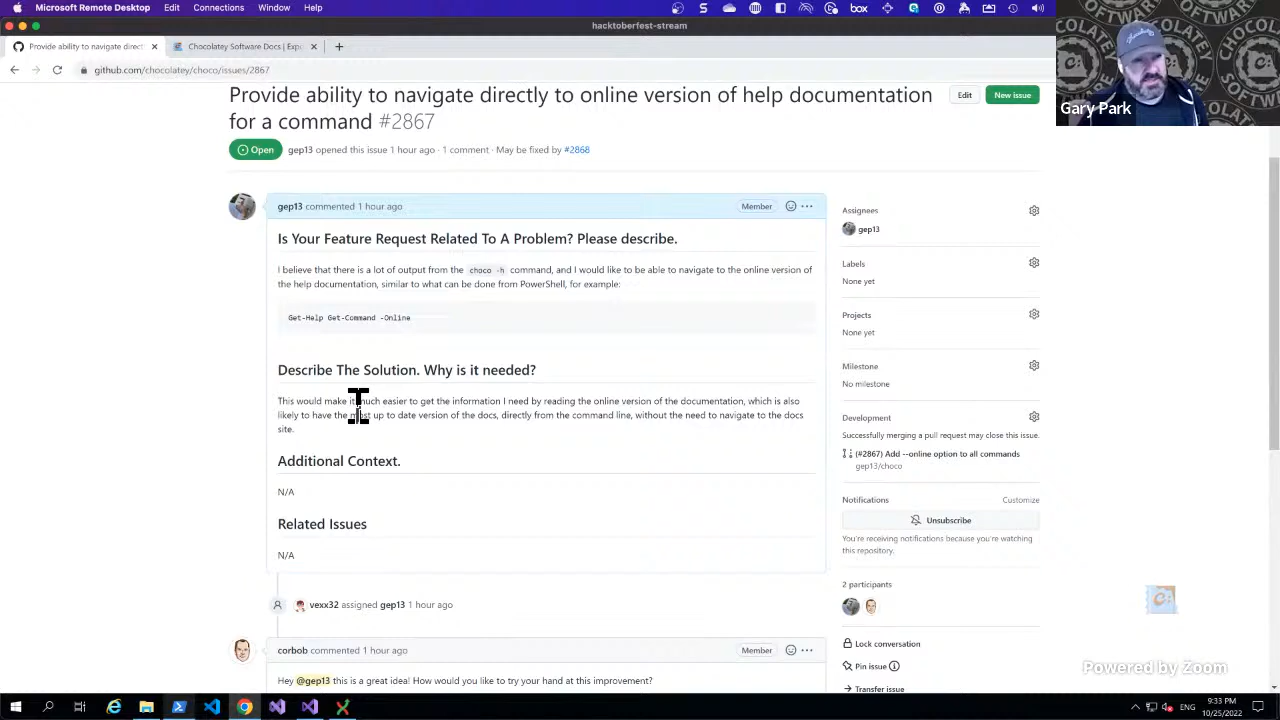 Microsoft Remote Desktop Edit Connections Window Help
box
hacktoberfest-stream
Provide ability to navigate direct
Chocolatey Software Docs | Exp
github.com/chocolatey/choco/issues/2867
Provide ability to navigate directly to online version of help documentation
for a command #2867
Edit
New issue
Open
gep13 opened this issue 1 hour ago · 1 comment · May be fixed by #2868
gep13 commented 1 hour ago
Member
Is Your Feature Request Related To A Problem? Please describe.
I believe that there is a lot of output from the choco -h command, and I would like to be able to navigate to the online version of
the help documentation, similar to what can be done from PowerShell, for example:
Get-Help Get-Command -Online
Describe The Solution. Why is it needed?
This would make it much easier to get the information I need by reading the online version of the documentation, which is also
likely to have the most up to date version of the docs, directly from the command line, without the need to navigate to the docs
site.
Additional Context.
N/A
Related Issues
N/A
vexx32 assigned gep13 1 hour ago
corbob commented 1 hour ago
Member
Hey @gep13 this is a great idea! How would you like to try your hand at this enhancement?
Assignees
gep13
Labels
None yet
Projects
None yet
Milestone
No milestone
Development
Successfully merging a pull request may close this issue.
(#2867) Add --online option to all commands
gep13/choco
Notifications
Customize
Unsubscribe
You're receiving notifications because you're watching
this repository.
2 participants
Lock conversation
Pin issue
Transfer issue
Gary Park
Powered by Zoom
ENG
9:33 PM
10/25/2022